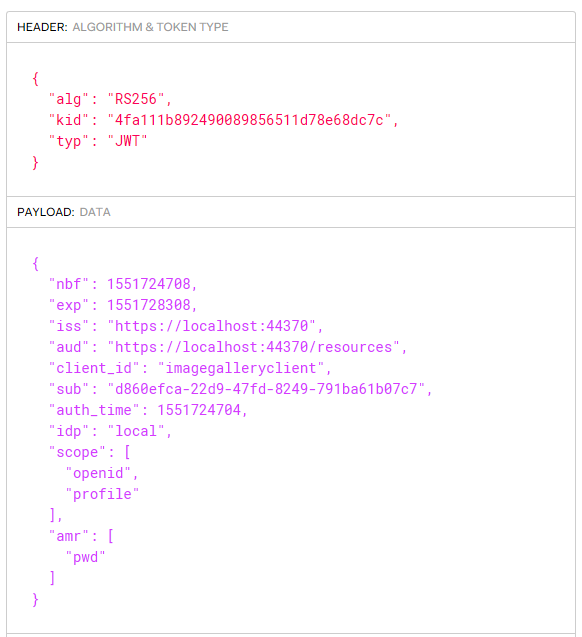 HEADER: ALGORITHM & TOKEN TYPE
{
"alg": "RS256",
"kid": "4fa111b892490089856511d78e68dc7c",
"typ": "JWT"
}
PAYLOAD: DATA
{
"nbf": 1551724708,
"exp": 1551728308,
"iss": "https://localhost:44370",
"aud": "https://localhost:44370/resources",
"client_id": "imagegalleryclient",
"sub": "d860efca-22d9-47fd-8249-791ba61b07c7",
"auth_time": 1551724704,
"idp": "local",
"scope": [
"openid",
"profile"
],
"amr": [
"pwd"
]
}